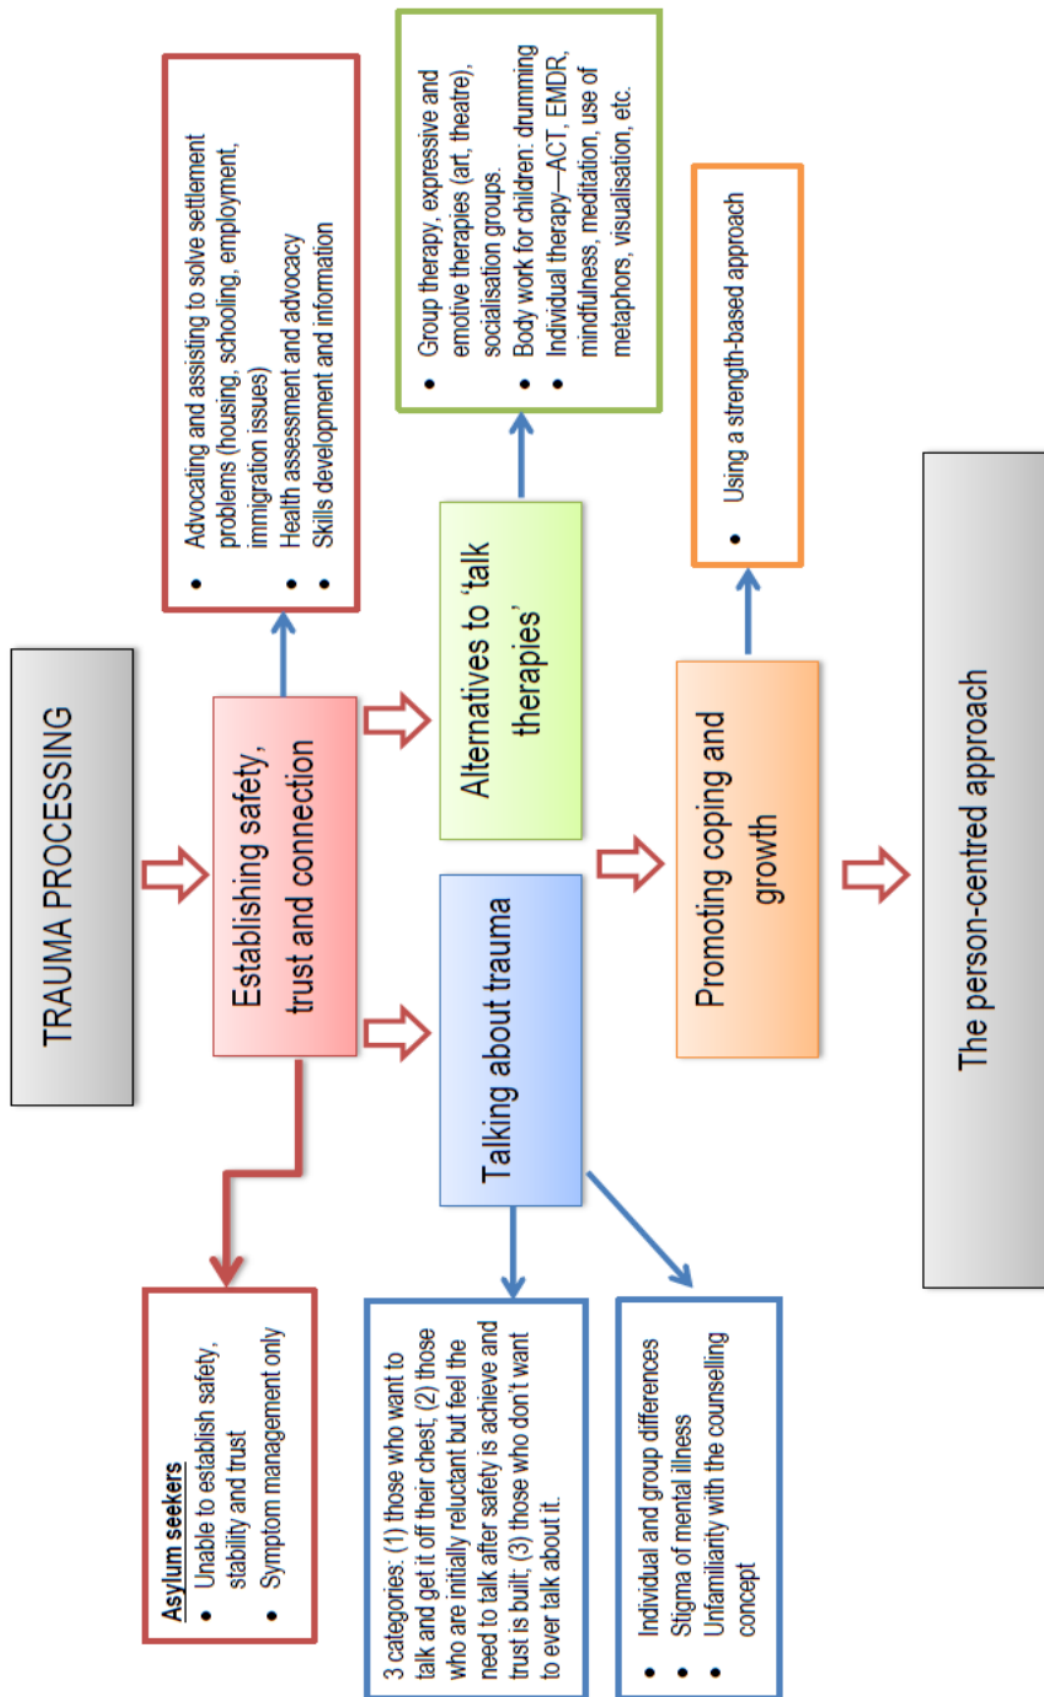 TRAUMA PROCESSING
Establishing safety,
trust and connection
Asylum seekers
• Unable to establish safety,
stability and trust
• Symptom management only
• Advocating and assisting to solve settlement
problems (housing, schooling, employment,
immigration issues)
• Health assessment and advocacy
• Skills development and information
Talking about trauma
3 categories: (1) those who want to
talk and get it off their chest; (2) those
who are initially reluctant but feel the
need to talk after safety is achieve and
trust is built; (3) those who don't want
to ever talk about it.
• Individual and group differences
• Stigma of mental illness
• Unfamiliarity with the counselling
concept
Alternatives to 'talk
therapies'
• Group therapy, expressive and
emotive therapies (art, theatre),
socialisation groups.
• Body work for children: drumming
• Individual therapy—ACT, EMDR,
mindfulness, meditation, use of
metaphors, visualisation, etc.
Promoting coping and
growth
• Using a strength-based approach
The person-centred approach